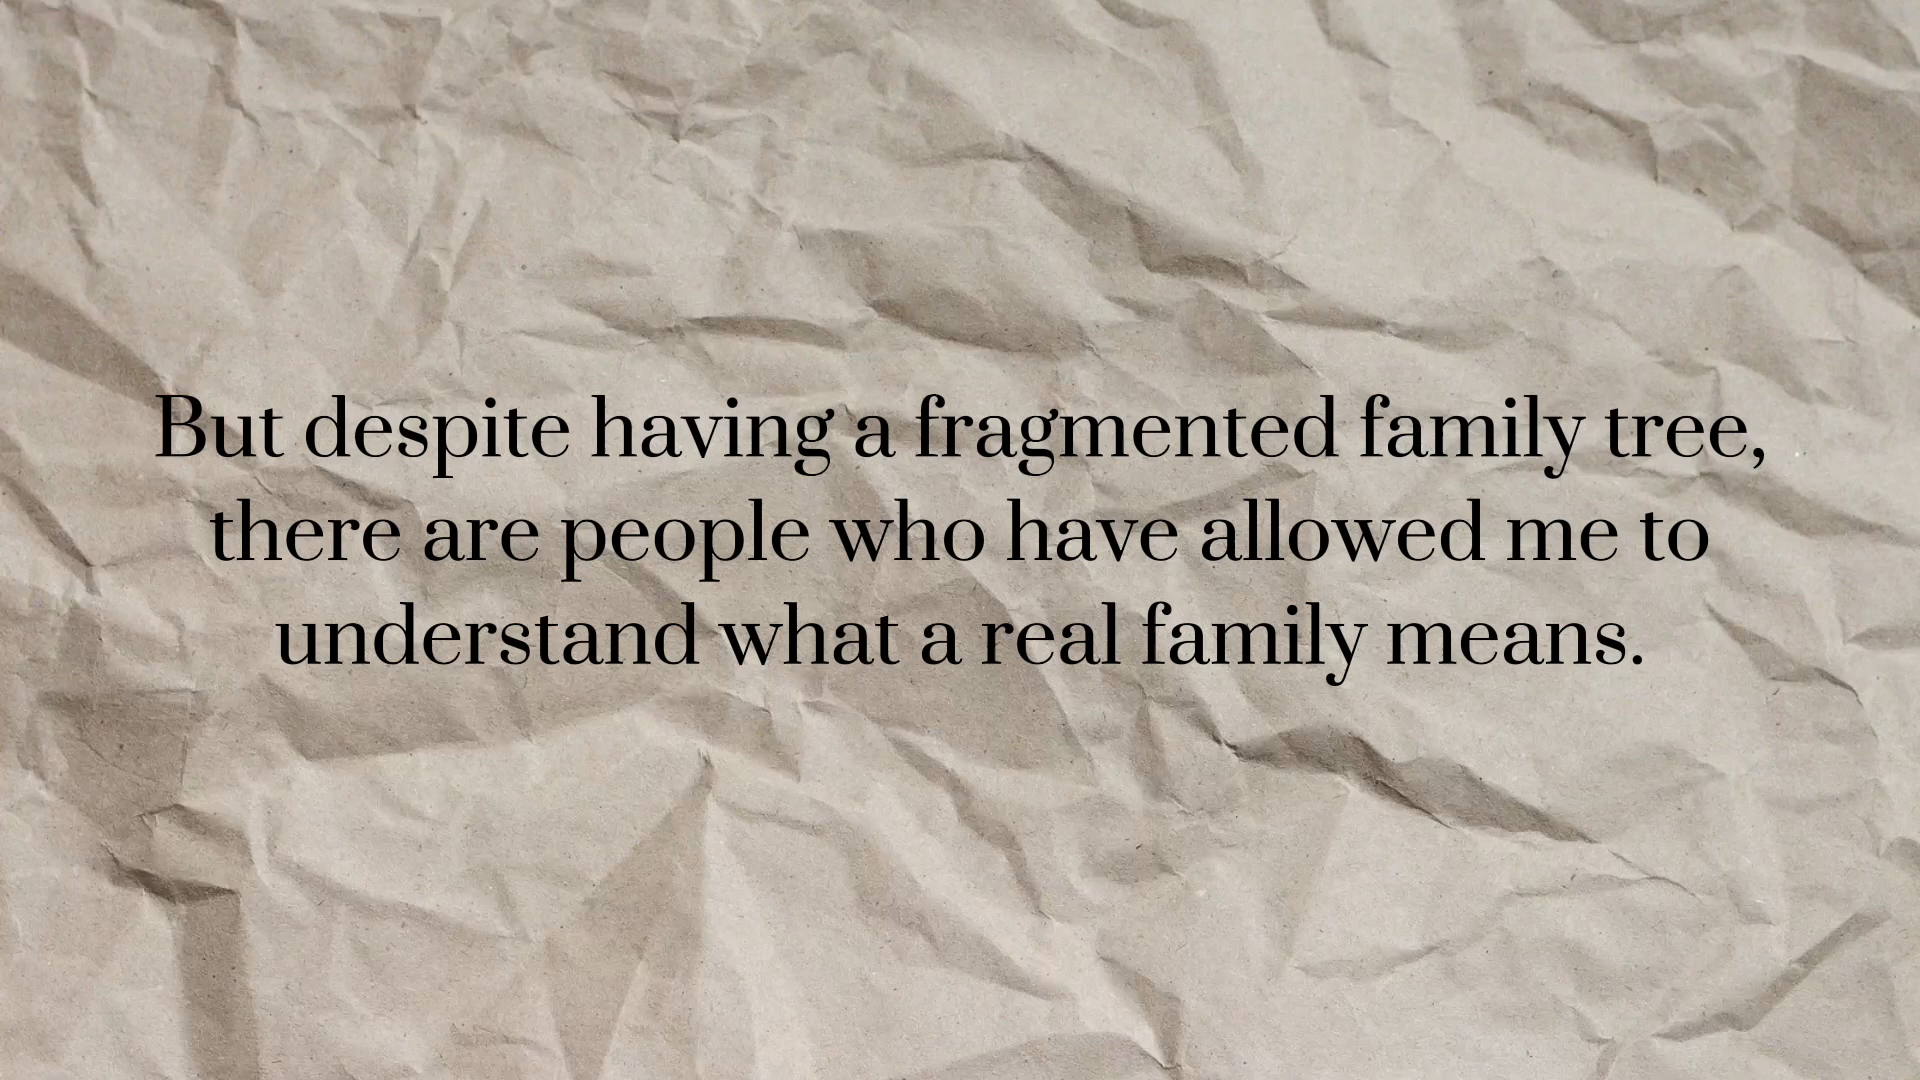 But despite having a fragmented family tree,
there are people who have allowed me to
understand what a real family means.